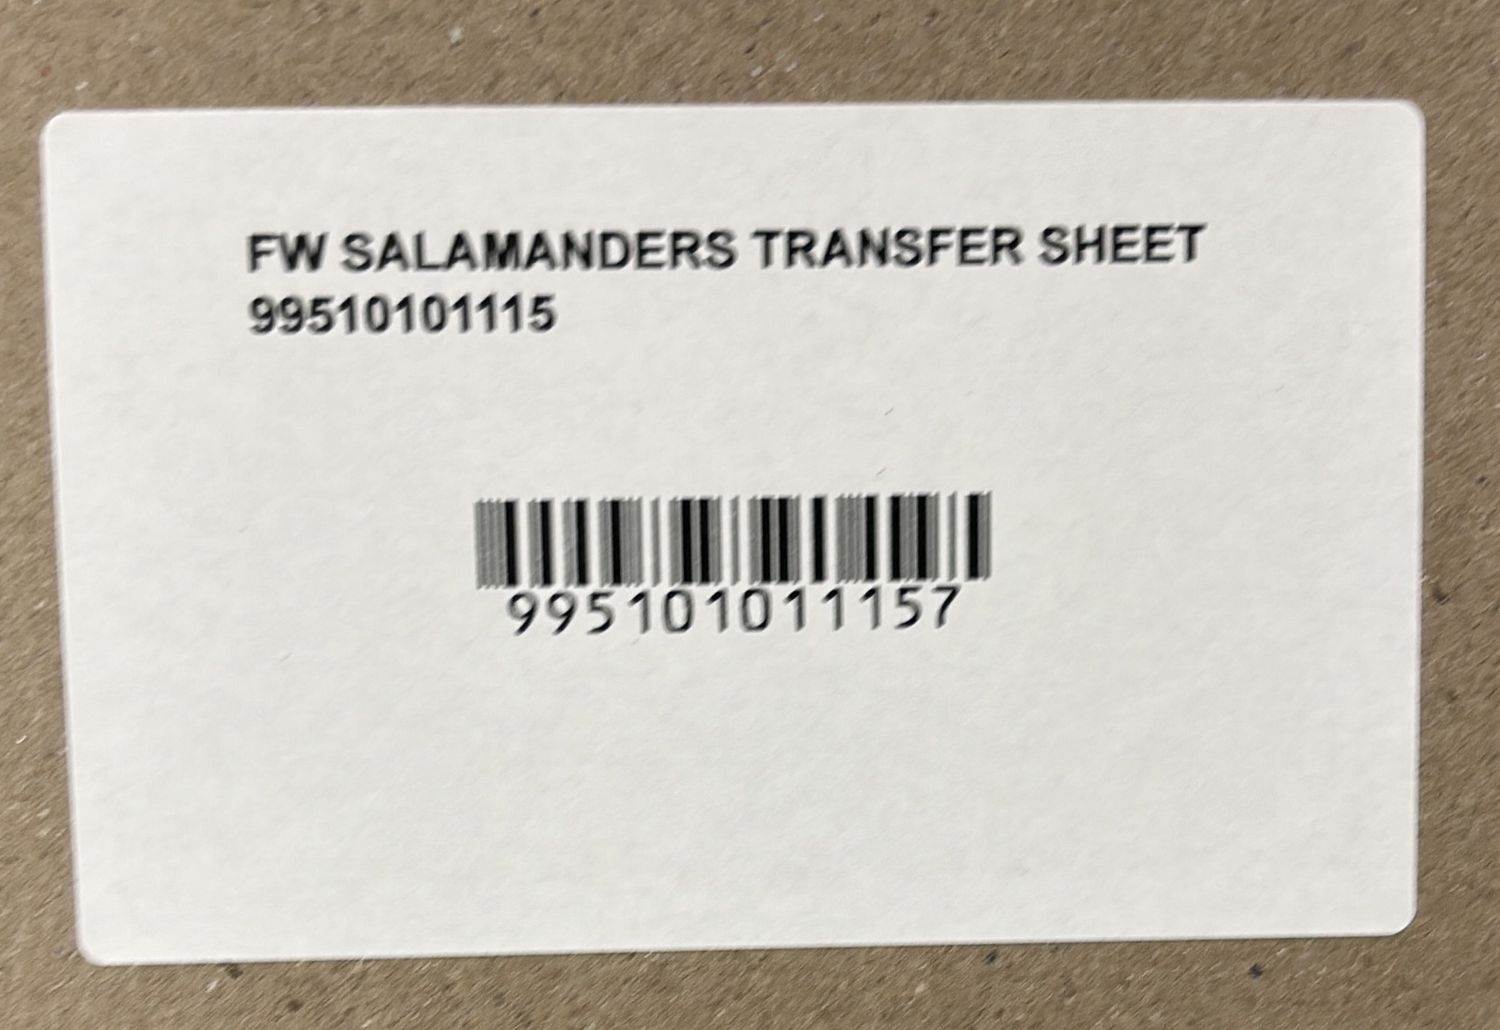 FW SALAMANDERS TRANSFER SHEET
99510101115
995101011157